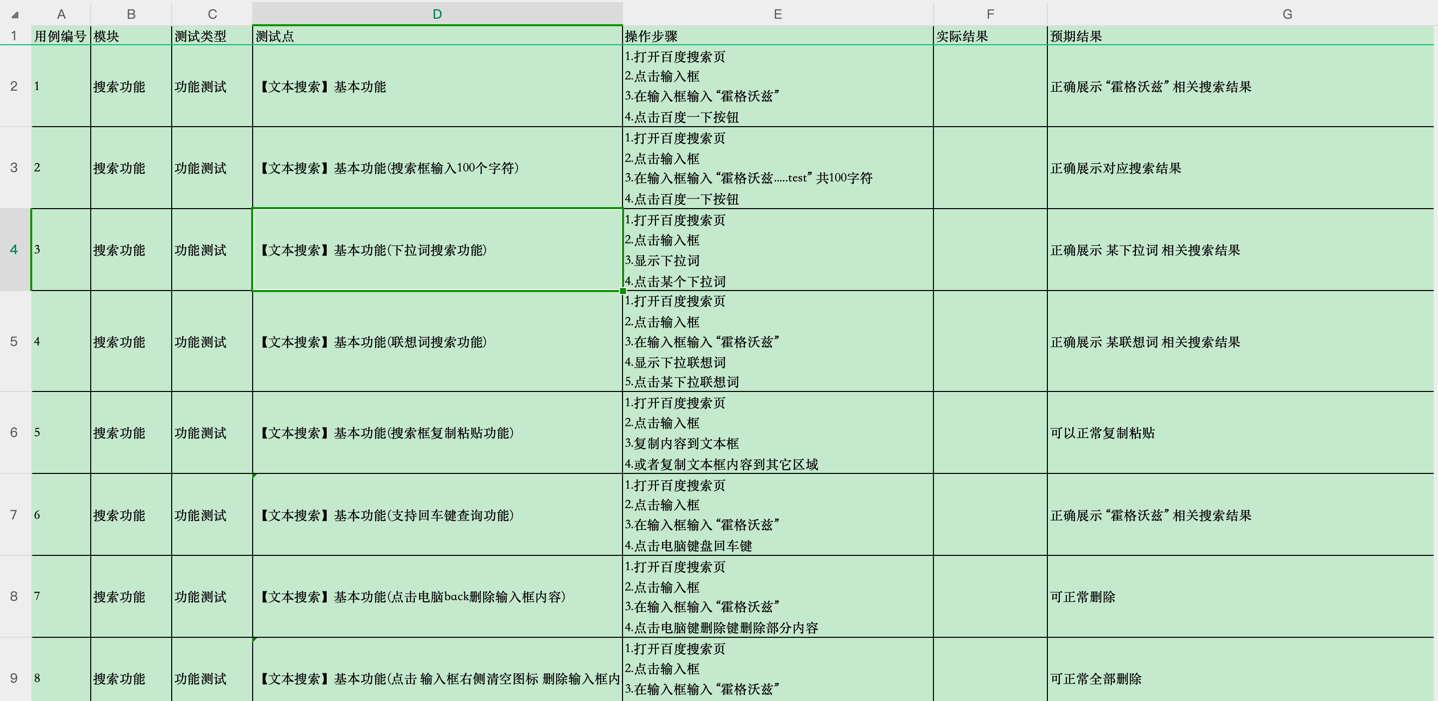 A B C D E F G
1 用例编号 模块 测试类型 测试点 操作步骤 实际结果 预期结果
2 1 搜索功能 功能测试 【文本搜索】基本功能
1.打开百度搜索页
2.点击输入框
3.在输入框输入“霍格沃兹”
4.点击百度一下按钮
正确展示“霍格沃兹”相关搜索结果
3 2 搜索功能 功能测试 【文本搜索】基本功能(搜索框输入100个字符)
1.打开百度搜索页
2.点击输入框
3.在输入框输入“霍格沃兹.....test” 共100字符
4.点击百度一下按钮
正确展示对应搜索结果
4 3 搜索功能 功能测试 【文本搜索】基本功能(下拉词搜索功能)
1.打开百度搜索页
2.点击输入框
3.显示下拉词
4.点击某个下拉词
正确展示 某下拉词 相关搜索结果
5 4 搜索功能 功能测试 【文本搜索】基本功能(联想词搜索功能)
1.打开百度搜索页
2.点击输入框
3.在输入框输入“霍格沃兹”
4.显示下拉联想词
5.点击某下拉联想词
正确展示 某联想词 相关搜索结果
6 5 搜索功能 功能测试 【文本搜索】基本功能(搜索框复制粘贴功能)
1.打开百度搜索页
2.点击输入框
3.复制内容到文本框
4.或者复制文本框内容到其它区域
可以正常复制粘贴
7 6 搜索功能 功能测试 【文本搜索】基本功能(支持回车键查询功能)
1.打开百度搜索页
2.点击输入框
3.在输入框输入“霍格沃兹”
4.点击电脑键盘回车键
正确展示“霍格沃兹”相关搜索结果
8 7 搜索功能 功能测试 【文本搜索】基本功能(点击电脑back删除输入框内容)
1.打开百度搜索页
2.点击输入框
3.在输入框输入“霍格沃兹”
4.点击电脑键删除键删除部分内容
可正常删除
9 8 搜索功能 功能测试 【文本搜索】基本功能(点击 输入框右侧清空图标 删除输入框内
1.打开百度搜索页
2.点击输入框
3.在输入框输入“霍格沃兹”
可正常全部删除